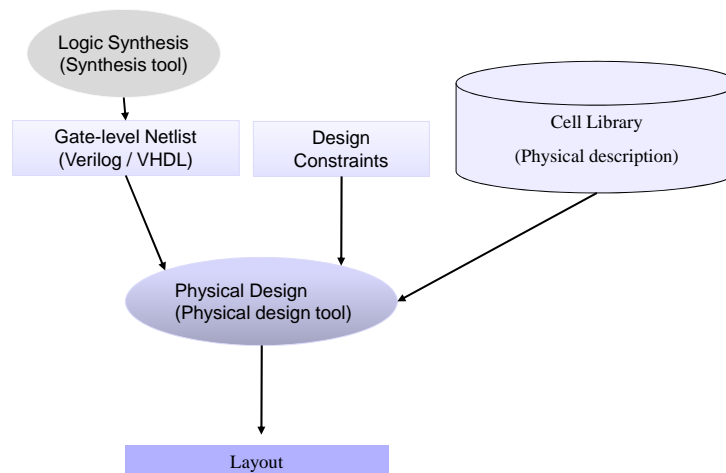 Logic Synthesis
(Synthesis tool)
Gate-level Netlist
(Verilog / VHDL)
Design
Constraints
Cell Library
(Physical description)
Physical Design
(Physical design tool)
Layout